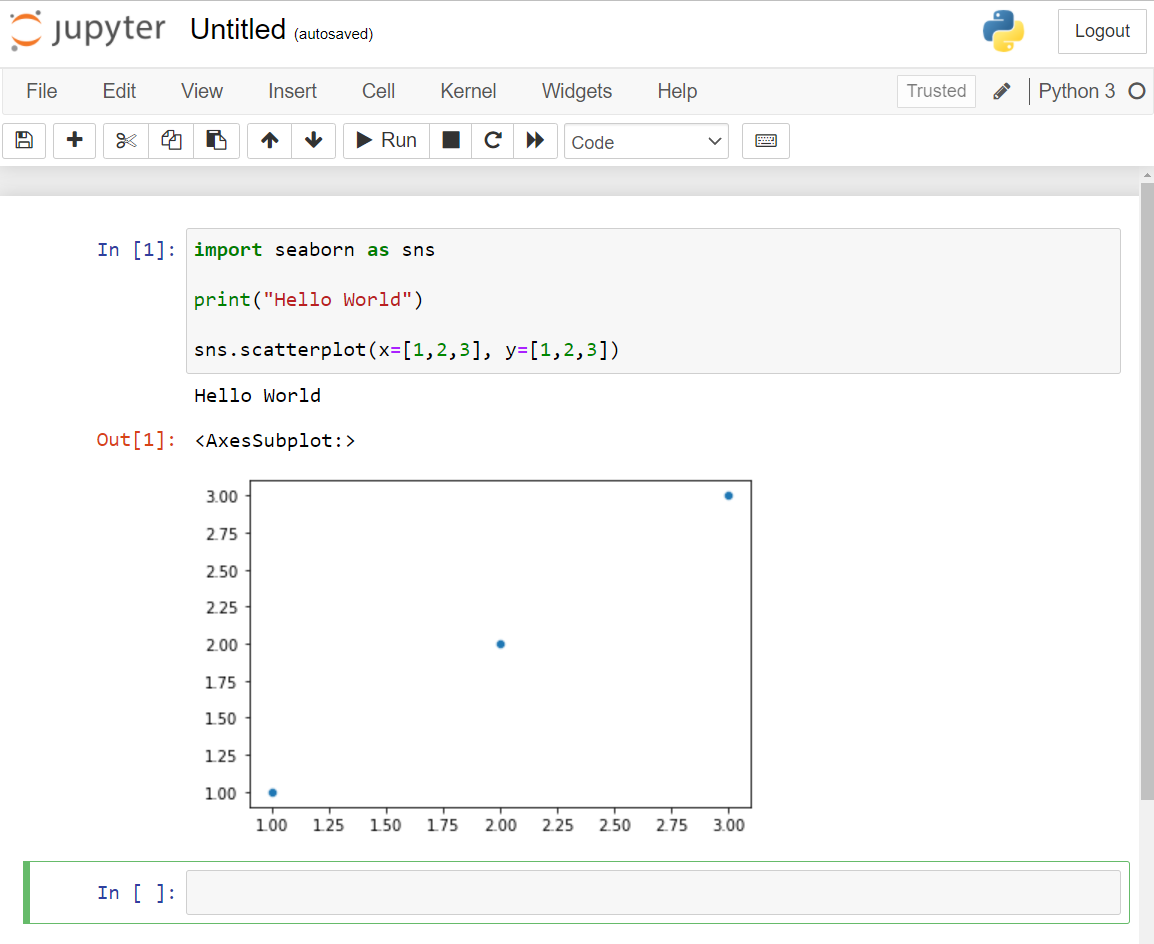 jupyter Untitled (autosaved) Logout
File Edit View Insert Cell Kernel Widgets Help Trusted Python 3
Run Code
In [1]: import seaborn as sns
print("Hello World")
sns.scatterplot(x=[1,2,3], y=[1,2,3])
Hello World
Out[1]: <AxesSubplot:>
3.00
2.75
2.50
2.25
2.00
1.75
1.50
1.25
1.00
1.00 1.25 1.50 1.75 2.00 2.25 2.50 2.75 3.00
In [ ]: